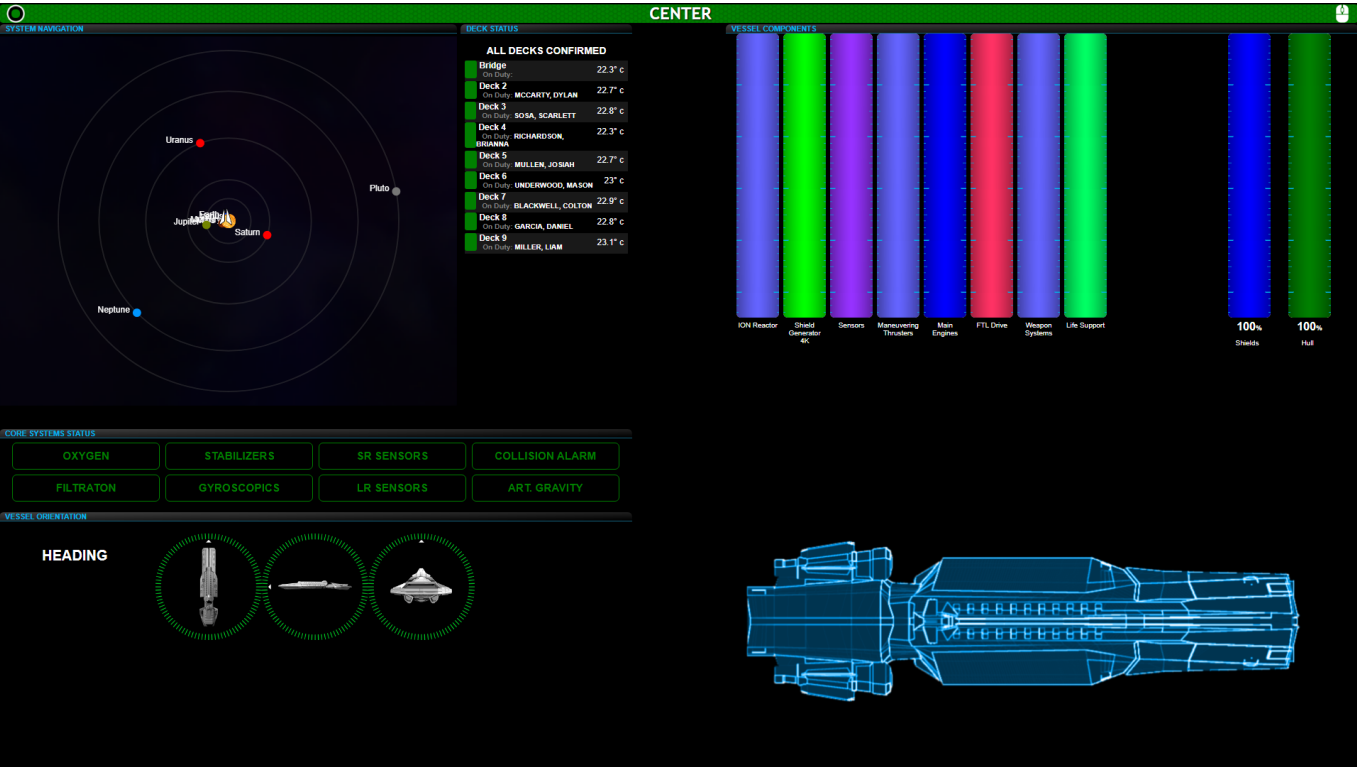 CENTER
SYSTEM NAVIGATION
Uranus
Pluto
Earth
Jupiter
Saturn
Neptune
DECK STATUS
ALL DECKS CONFIRMED
Bridge 22.3° c
On Duty:
Deck 2 22.7° c
On Duty: MCCARTY, DYLAN
Deck 3 22.8° c
On Duty: SOSA, SCARLETT
Deck 4 22.3° c
On Duty: RICHARDSON,
BRIANNA
Deck 5 22.7° c
On Duty: MULLEN, JOSIAH
Deck 6 23° c
On Duty: UNDERWOOD, MASON
Deck 7 22.9° c
On Duty: BLACKWELL, COLTON
Deck 8 22.8° c
On Duty: GARCIA, DANIEL
Deck 9 23.1° c
On Duty: MILLER, LIAM
VESSEL COMPONENTS
ION Reactor
Shield
Generator
4K
Sensors
Maneuvering
Thrusters
Main
Engines
FTL Drive
Weapon
Systems
Life Support
100%
Shields
100%
Hull
CORE SYSTEMS STATUS
OXYGEN STABILIZERS SR SENSORS COLLISION ALARM
FILTRATON GYROSCOPICS LR SENSORS ART. GRAVITY
VESSEL ORIENTATION
HEADING